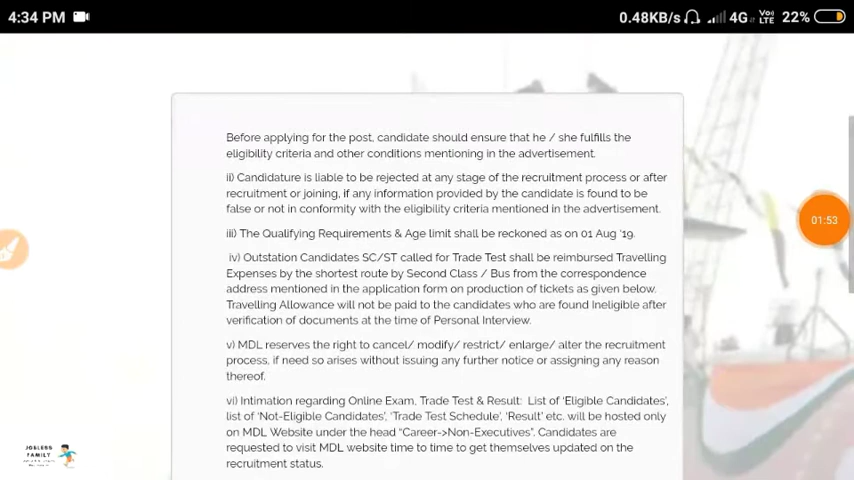 4:34 PM
0.48KB/s 4G Vo LTE 22%
Before applying for the post, candidate should ensure that he / she fulfills the
eligibility criteria and other conditions mentioning in the advertisement.
ii) Candidature is liable to be rejected at any stage of the recruitment process or after
recruitment or joining, if any information provided by the candidate is found to be
false or not in conformity with the eligibility criteria mentioned in the advertisement.
iii) The Qualifying Requirements & Age limit shall be reckoned as on 01 Aug '19.
01:53
iv) Outstation Candidates SC/ST called for Trade Test shall be reimbursed Travelling
Expenses by the shortest route by Second Class / Bus from the correspondence
address mentioned in the application form on production of tickets as given below.
Travelling Allowance will not be paid to the candidates who are found Ineligible after
verification of documents at the time of Personal Interview.
v) MDL reserves the right to cancel/ modify/ restrict/ enlarge/ alter the recruitment
process, if need so arises without issuing any further notice or assigning any reason
thereof.
vi) Intimation regarding Online Exam, Trade Test & Result: List of 'Eligible Candidates',
list of 'Not-Eligible Candidates', 'Trade Test Schedule', 'Result' etc. will be hosted only
on MDL Website under the head "Career->Non-Executives". Candidates are
requested to visit MDL website time to time to get themselves updated on the
recruitment status.
JOBLESS
FAMILY